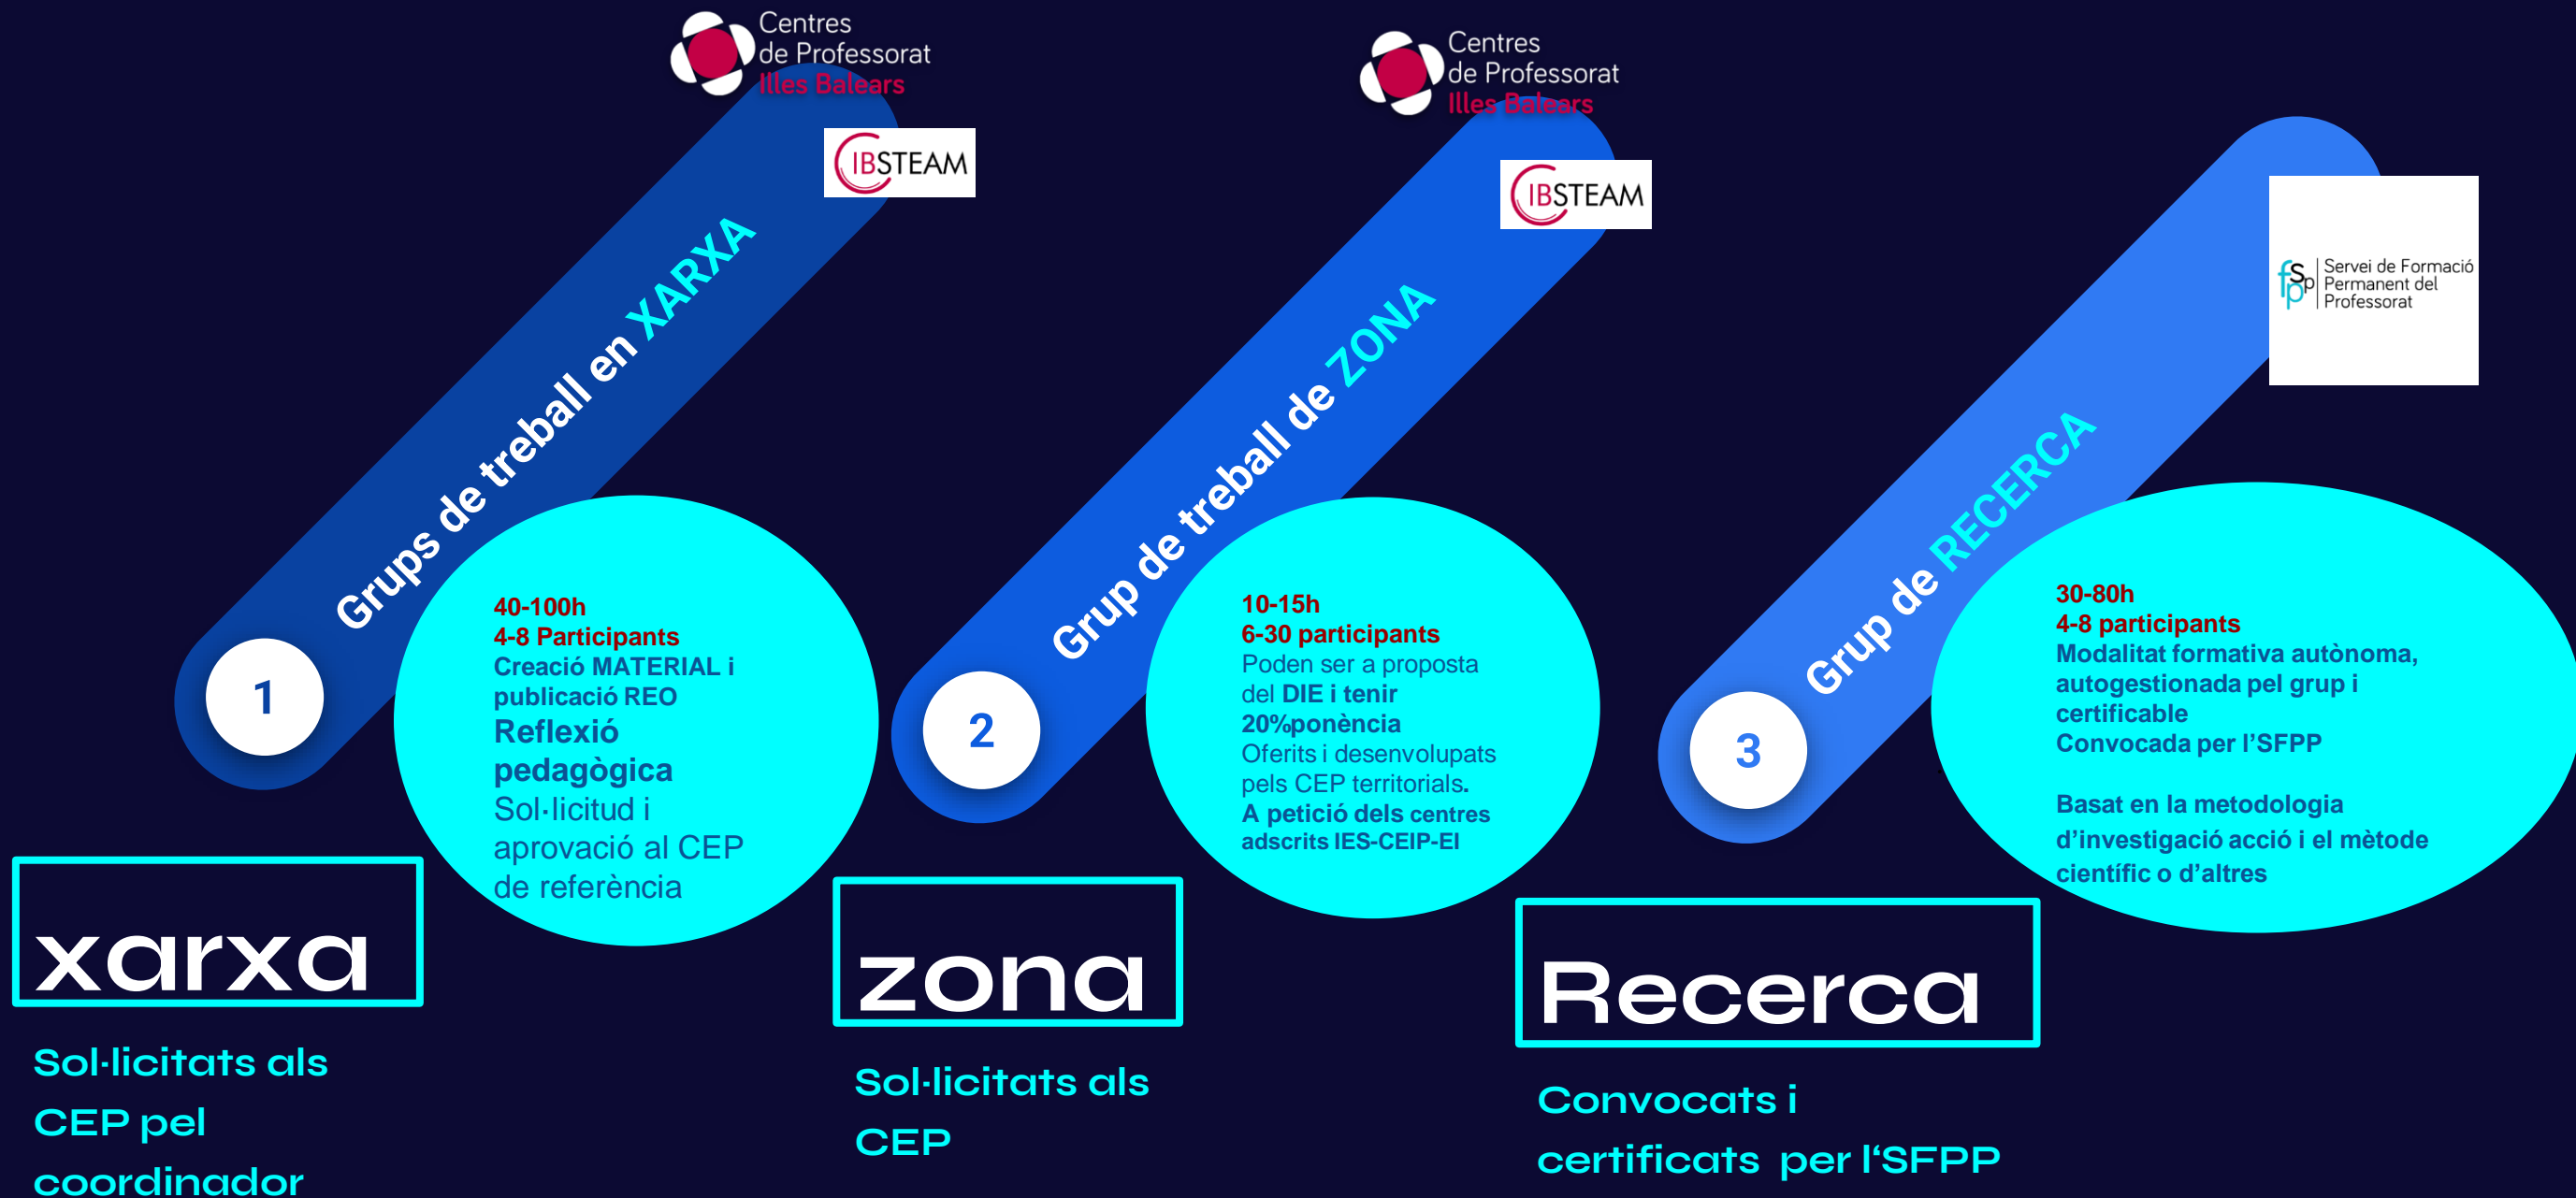 Centres
de Professorat
Illes Balears
IBSTEAM
Grups de treball en XARXA
1
40-100h
4-8 Participants
Creació MATERIAL i
publicació REO
Reflexió
pedagògica
Sol·licitud i
aprovació al CEP
de referència
xarxa
Sol·licitats als
CEP pel
coordinador
Centres
de Professorat
Illes Balears
IBSTEAM
Grup de treball de ZONA
2
10-15h
6-30 participants
Poden ser a proposta
del DIE i tenir
20%ponència
Oferits i desenvolupats
pels CEP territorials.
A petició dels centres
adscrits IES-CEIP-EI
zona
Sol·licitats als
CEP
fspp
Servei de Formació
Permanent del
Professorat
Grup de RECERCA
3
30-80h
4-8 participants
Modalitat formativa autònoma,
autogestionada pel grup i
certificable
Convocada per l’SFPP
Basat en la metodologia
d’investigació acció i el mètode
científic o d’altres
Recerca
Convocats i
certificats per l‘SFPP